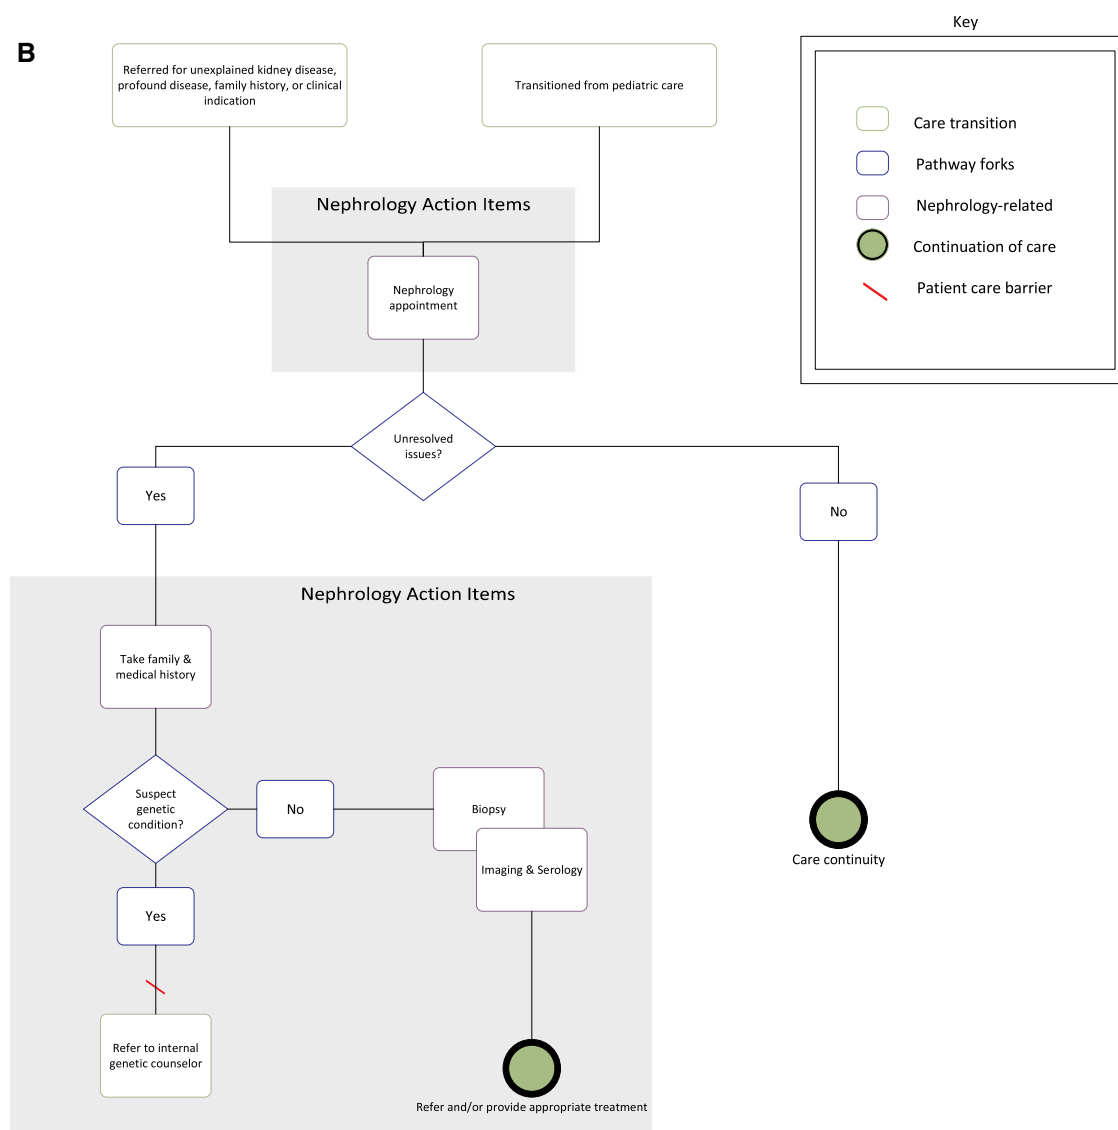 B
Referred for unexplained kidney disease,
profound disease, family history, or clinical
indication
Transitioned from pediatric care
Key
Care transition
Pathway forks
Nephrology-related
Continuation of care
Patient care barrier
Nephrology Action Items
Nephrology
appointment
Unresolved
issues?
Yes
No
Nephrology Action Items
Take family &
medical history
Suspect
genetic
condition?
No
Biopsy
Imaging & Serology
Care continuity
Yes
Refer to internal
genetic counselor
Refer and/or provide appropriate treatment